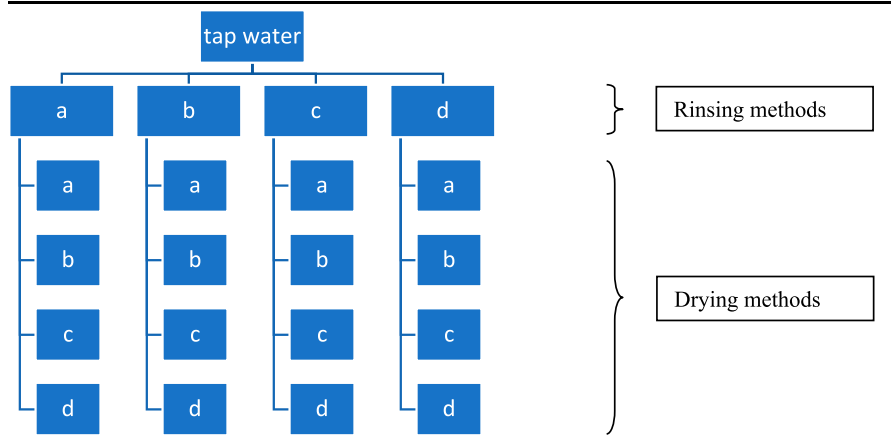 tap water
a b c d Rinsing methods
a a a a
b b b b
Drying methods
c c c c
d d d d